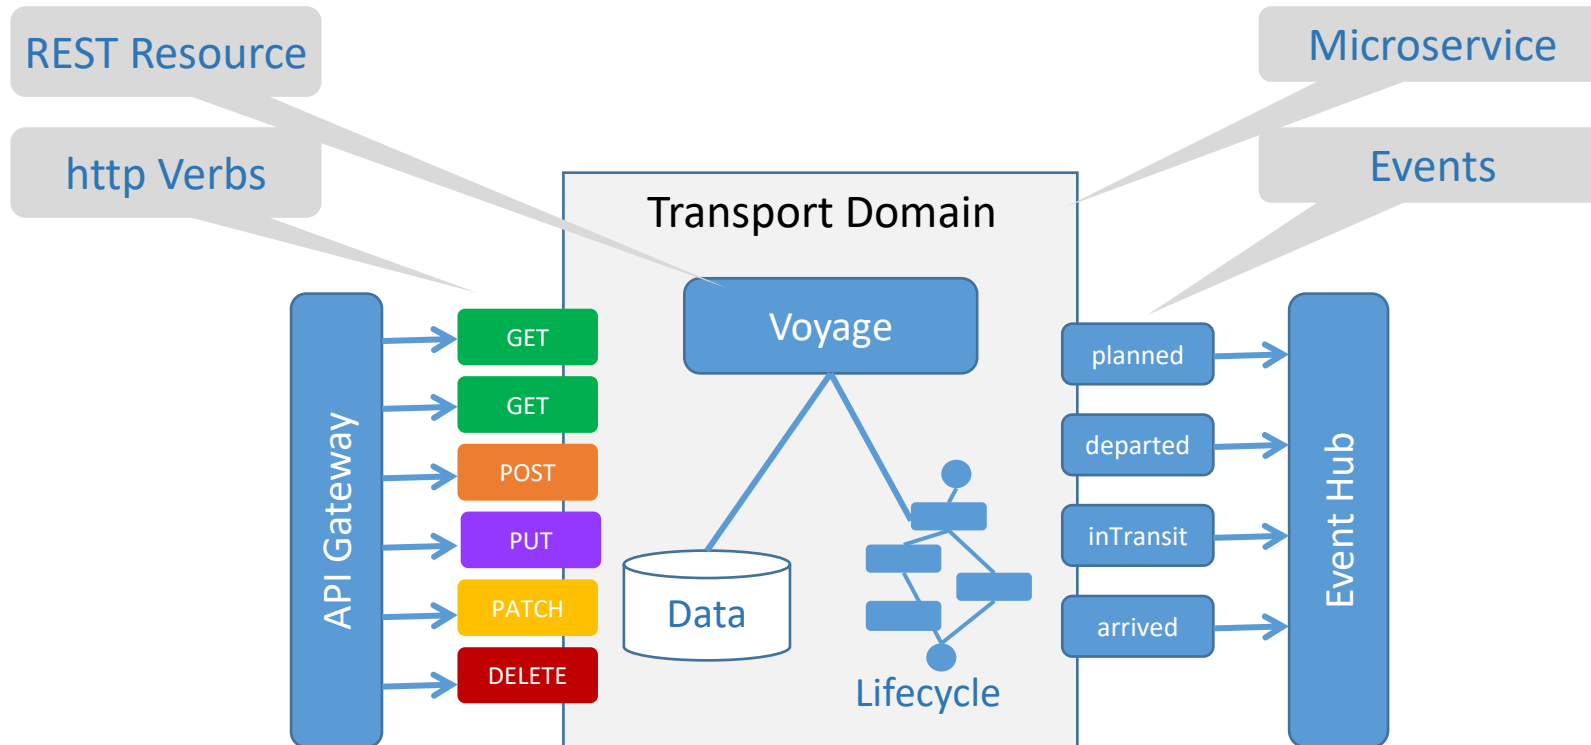 REST Resource
Microservice
http Verbs
Events
Transport Domain
Voyage
API Gateway
GET
GET
POST
PUT
PATCH
DELETE
Data
Lifecycle
planned
departed
inTransit
arrived
Event Hub